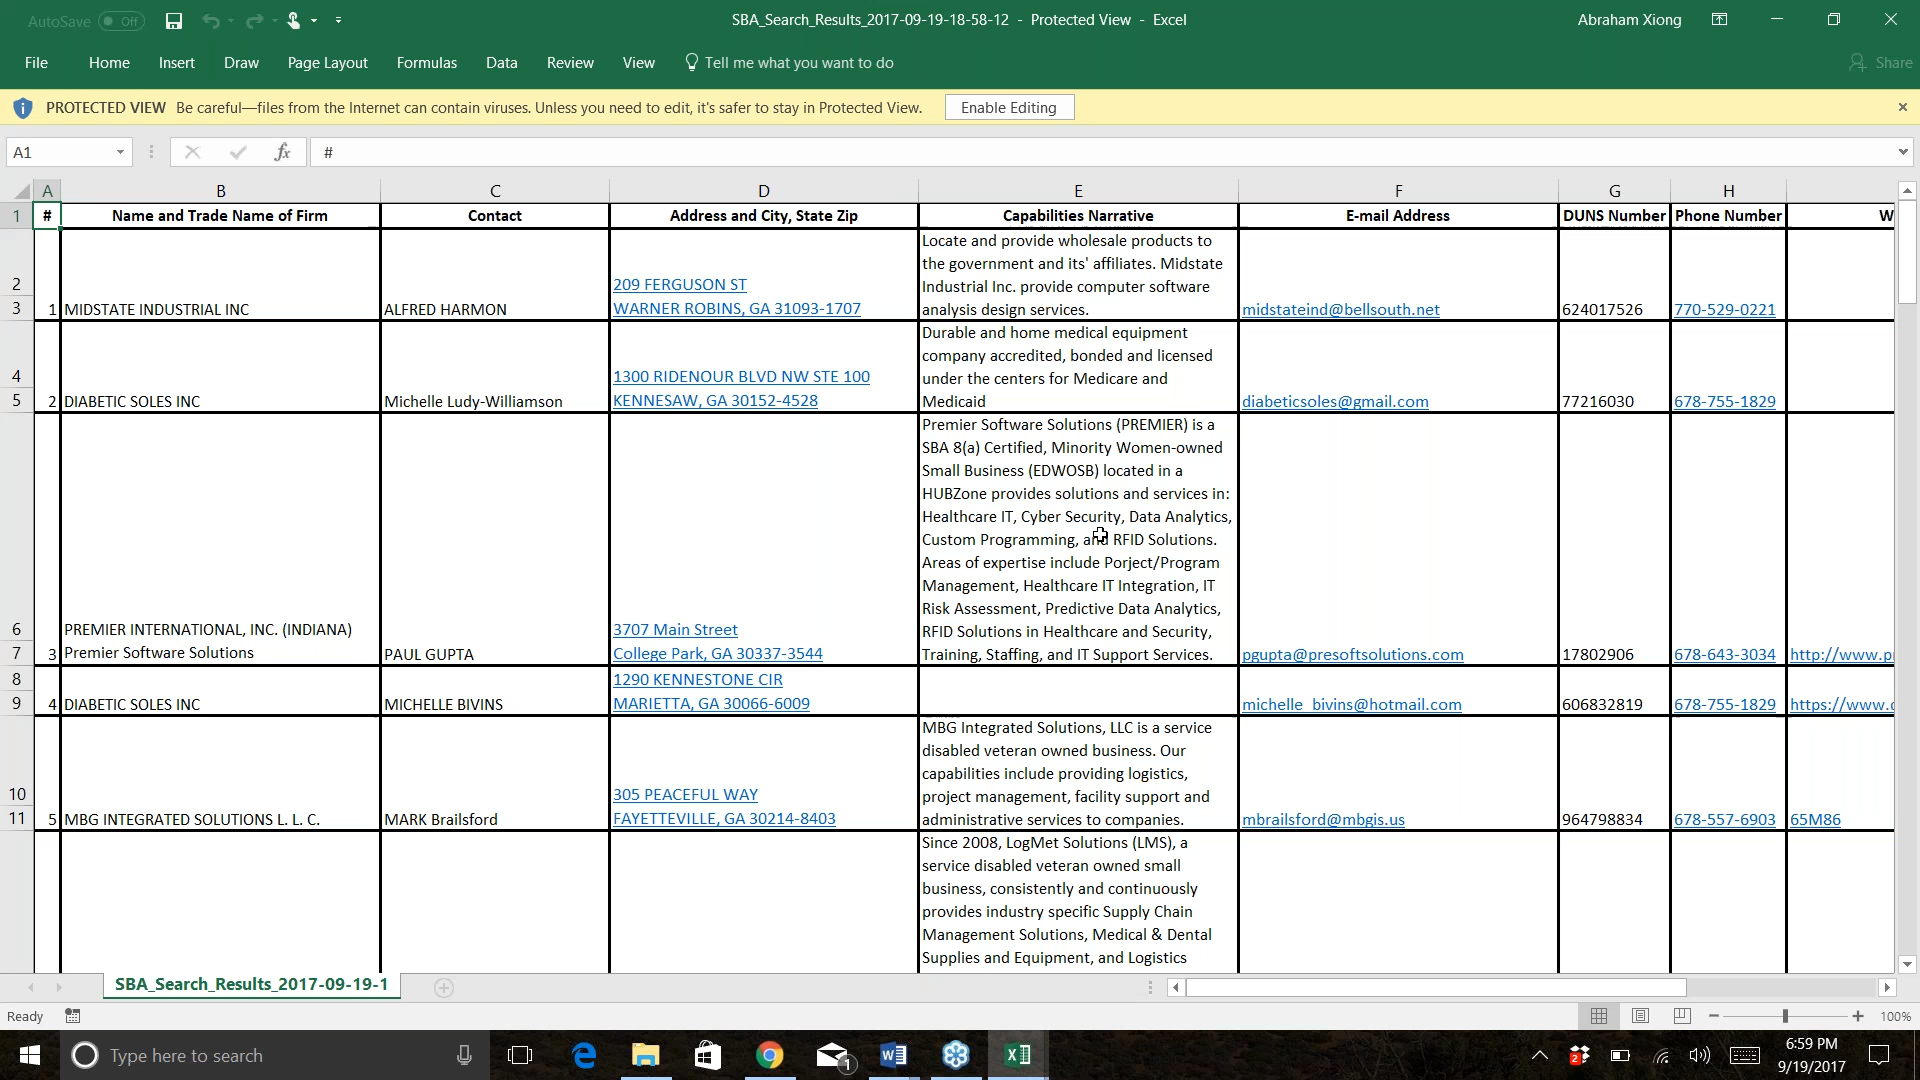 AutoSave Off
SBA_Search_Results_2017-09-19-18-58-12 - Protected View - Excel
Abraham Xiong
File Home Insert Draw Page Layout Formulas Data Review View Tell me what you want to do
Share
PROTECTED VIEW Be careful—files from the Internet can contain viruses. Unless you need to edit, it's safer to stay in Protected View. Enable Editing
A1 fx #
A B C D E F G H
1 # Name and Trade Name of Firm Contact Address and City, State Zip Capabilities Narrative E-mail Address DUNS Number Phone Number W
Locate and provide wholesale products to
the government and its' affiliates. Midstate
2 209 FERGUSON ST Industrial Inc. provide computer software
3 1 MIDSTATE INDUSTRIAL INC ALFRED HARMON WARNER ROBINS, GA 31093-1707 analysis design services. midstateind@bellsouth.net 624017526 770-529-0221
Durable and home medical equipment
company accredited, bonded and licensed
4 1300 RIDENOUR BLVD NW STE 100 under the centers for Medicare and
5 2 DIABETIC SOLES INC Michelle Ludy-Williamson KENNESAW, GA 30152-4528 Medicaid diabeticsoles@gmail.com 77216030 678-755-1829
Premier Software Solutions (PREMIER) is a
SBA 8(a) Certified, Minority Women-owned
Small Business (EDWOSB) located in a
HUBZone provides solutions and services in:
Healthcare IT, Cyber Security, Data Analytics,
Custom Programming, and RFID Solutions.
Areas of expertise include Porject/Program
Management, Healthcare IT Integration, IT
Risk Assessment, Predictive Data Analytics,
6 PREMIER INTERNATIONAL, INC. (INDIANA) 3707 Main Street RFID Solutions in Healthcare and Security,
7 3 Premier Software Solutions PAUL GUPTA College Park, GA 30337-3544 Training, Staffing, and IT Support Services. pgupta@presoftsolutions.com 17802906 678-643-3034 http://www.p
8 1290 KENNESTONE CIR
9 4 DIABETIC SOLES INC MICHELLE BIVINS MARIETTA, GA 30066-6009 michelle_bivins@hotmail.com 606832819 678-755-1829 https://www.
MBG Integrated Solutions, LLC is a service
disabled veteran owned business. Our
capabilities include providing logistics,
10 305 PEACEFUL WAY project management, facility support and
11 5 MBG INTEGRATED SOLUTIONS L. L. C. MARK Brailsford FAYETTEVILLE, GA 30214-8403 administrative services to companies. mbrailsford@mbgis.us 964798834 678-557-6903 65M86
Since 2008, LogMet Solutions (LMS), a
service disabled veteran owned small
business, consistently and continuously
provides industry specific Supply Chain
Management Solutions, Medical & Dental
Supplies and Equipment, and Logistics
SBA_Search_Results_2017-09-19-1
Ready 100%
Type here to search
1
2
6:59 PM
9/19/2017